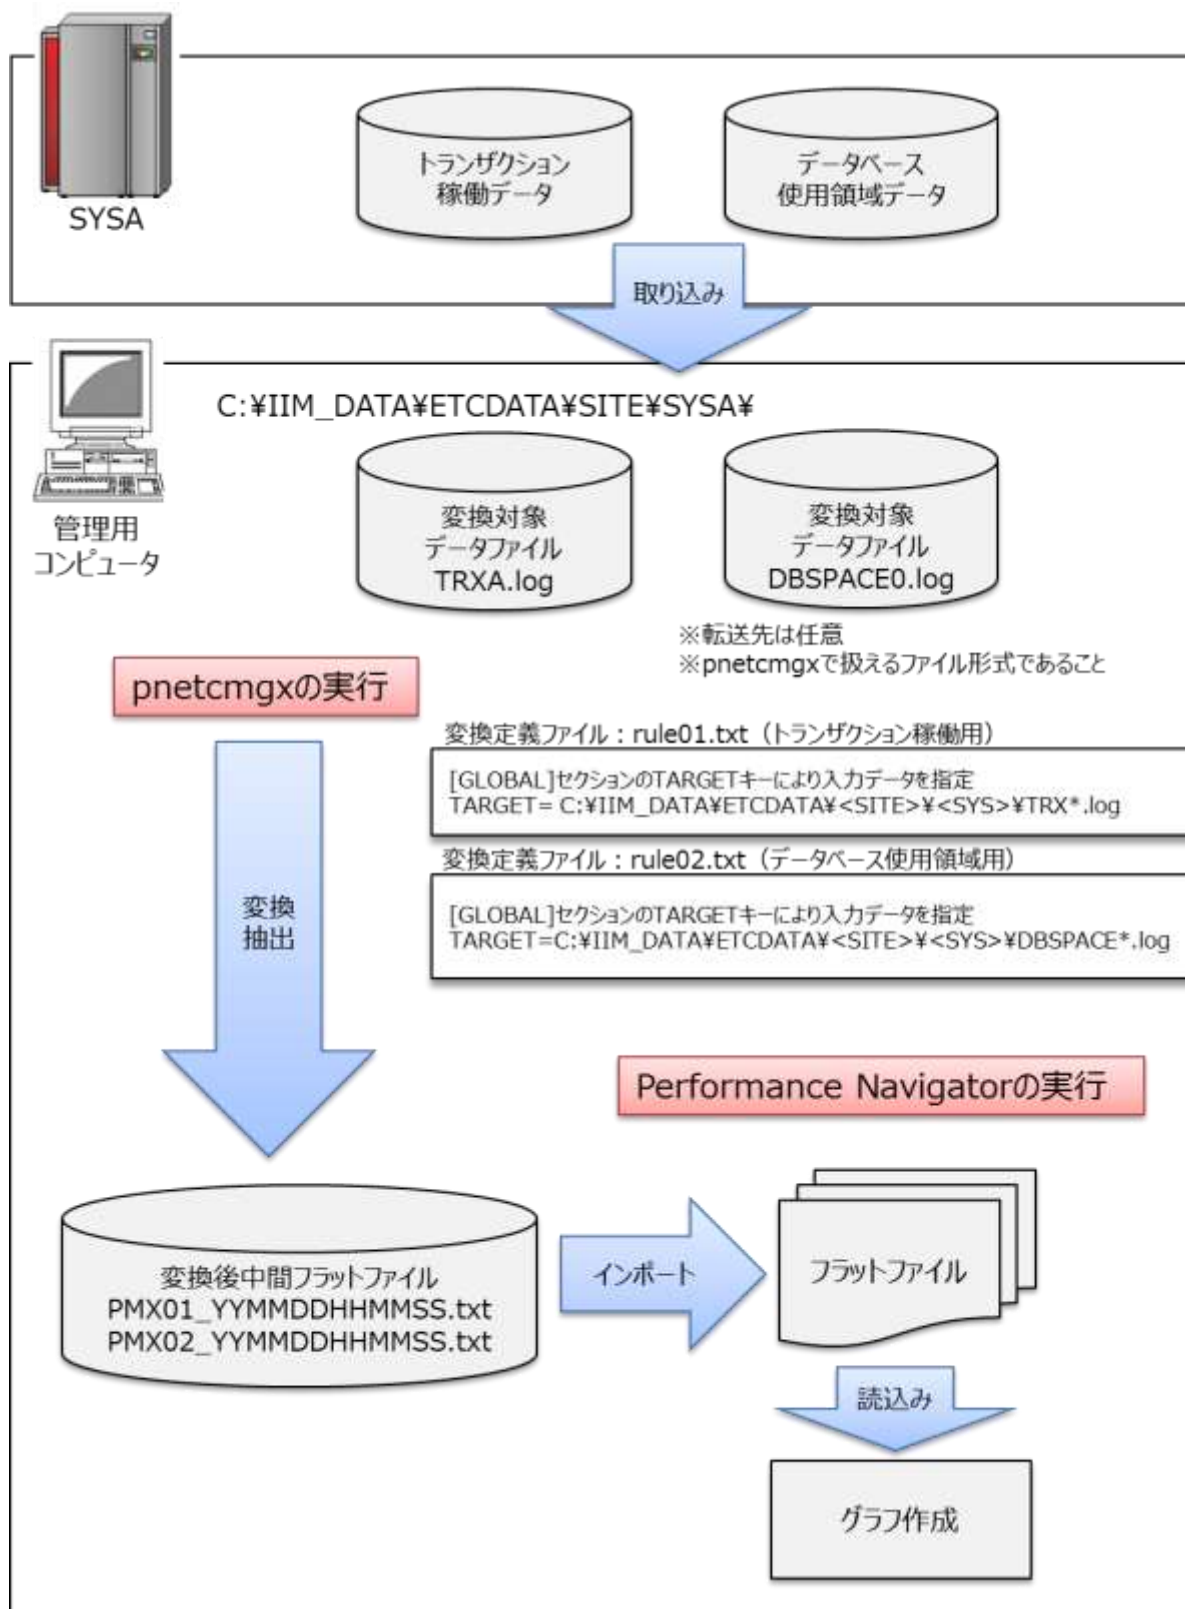 SYSA
トランザクション
稼働データ
データベース
使用領域データ
取り込み
管理用
コンピュータ
C:¥IIM_DATA¥ETCDATA¥SITE¥SYSA¥
変換対象
データファイル
TRXA.log
変換対象
データファイル
DBSPACE0.log
※転送先は任意
※pnetcmgxで扱えるファイル形式であること
pnetcmgxの実行
変換定義ファイル：rule01.txt（トランザクション稼働用）
[GLOBAL]セクションのTARGETキーにより入力データを指定
TARGET= C:¥IIM_DATA¥ETCDATA¥<SITE>¥<SYS>¥TRX*.log
変換定義ファイル：rule02.txt（データベース使用領域用）
[GLOBAL]セクションのTARGETキーにより入力データを指定
TARGET=C:¥IIM_DATA¥ETCDATA¥<SITE>¥<SYS>¥DBSPACE*.log
変換
抽出
Performance Navigatorの実行
変換後中間フラットファイル
PMX01_YYMMDDHHMMSS.txt
PMX02_YYMMDDHHMMSS.txt
インポート
フラットファイル
読込み
グラフ作成